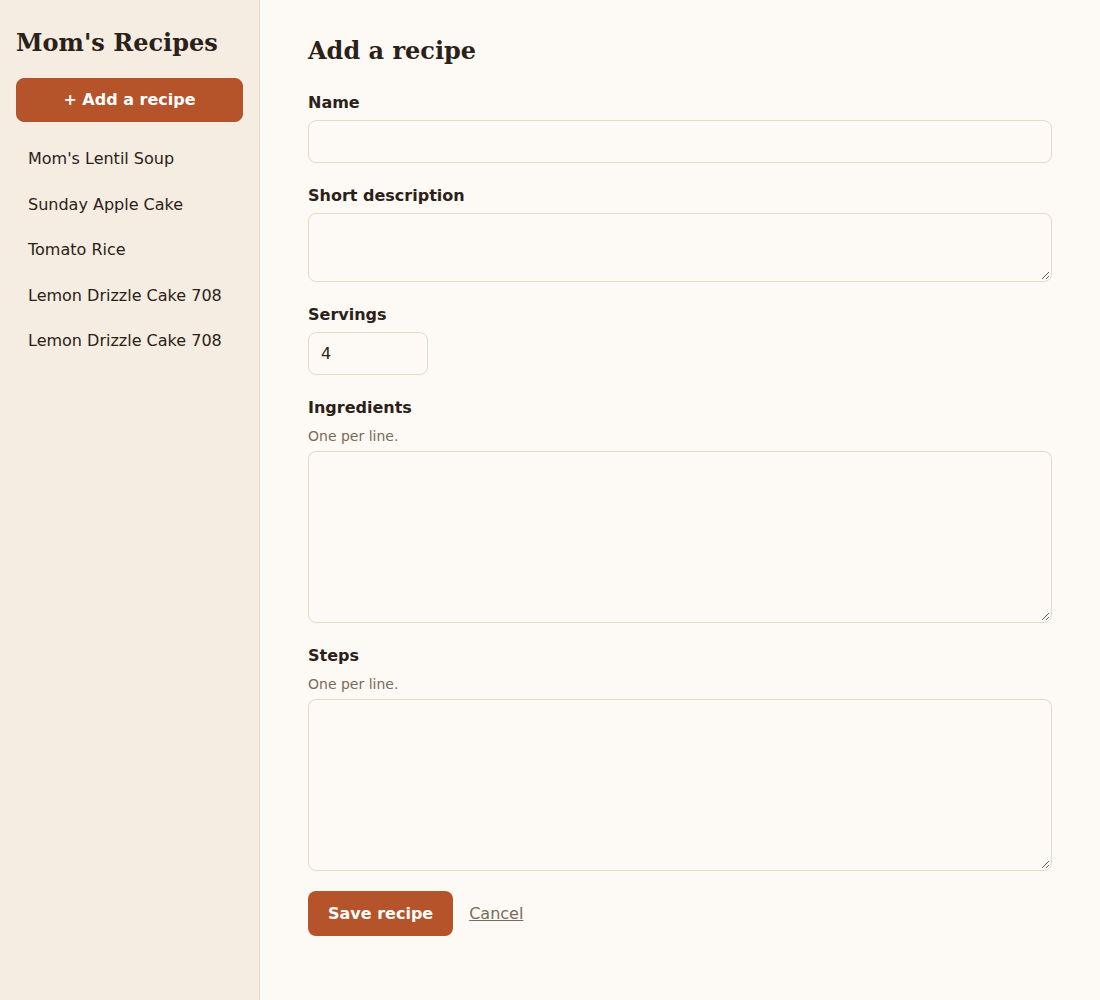 Mom's Recipes
+ Add a recipe
Mom's Lentil Soup
Sunday Apple Cake
Tomato Rice
Lemon Drizzle Cake 708
Lemon Drizzle Cake 708
Add a recipe
Name
Short description
Servings
4
Ingredients
One per line.
Steps
One per line.
Save recipe
Cancel